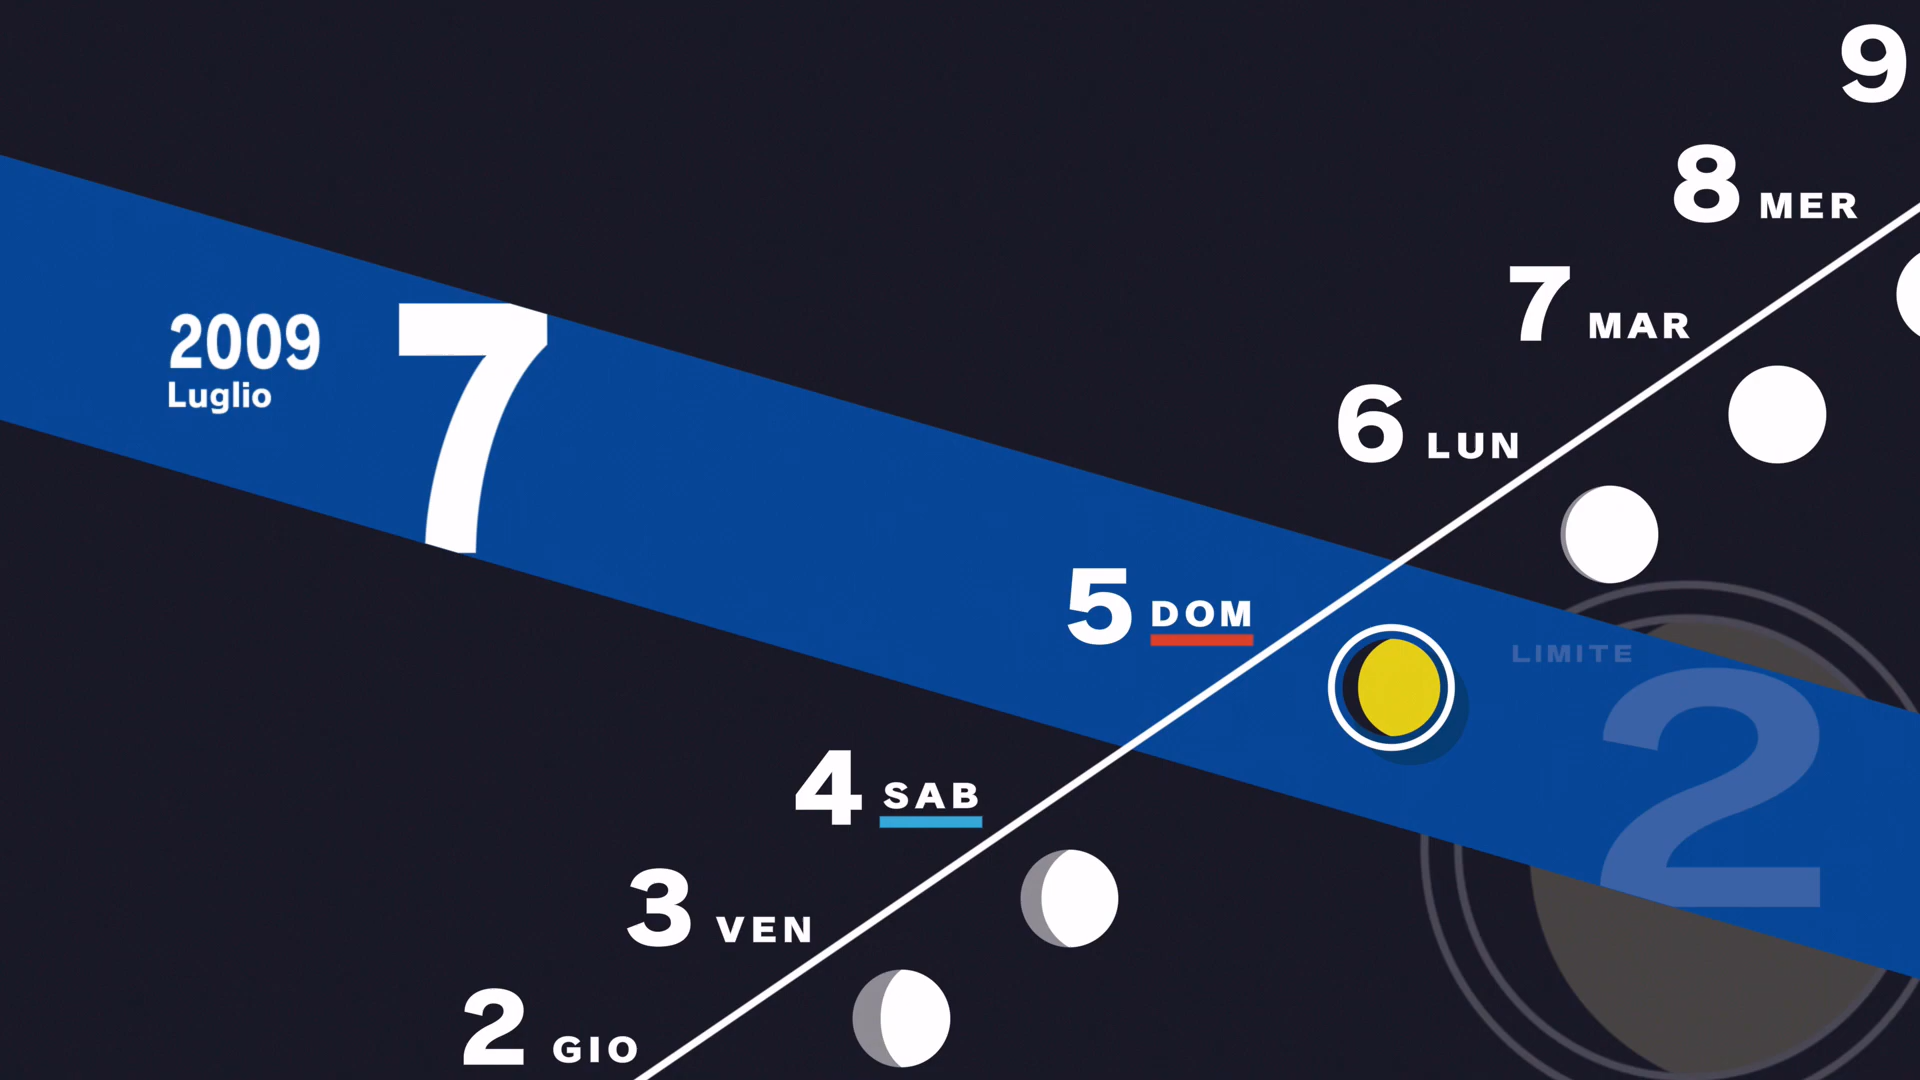 9
8 MER
7 MAR
2009
Luglio
7
6 LUN
5 DOM
LIMITE
2
4 SAB
3 VEN
2 GIO